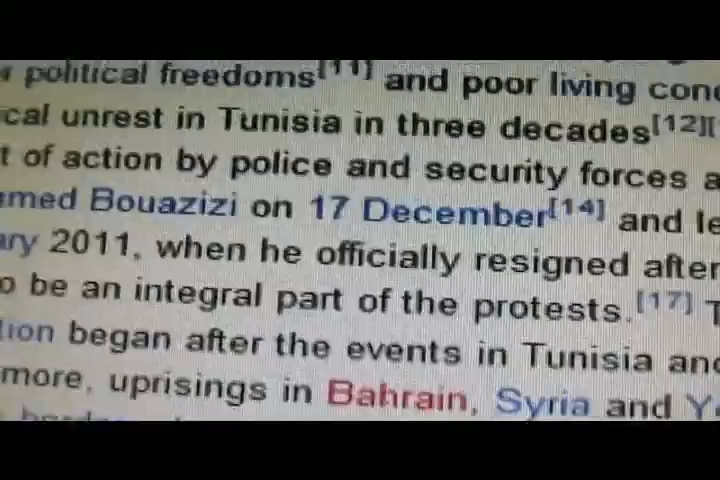 political freedoms[11] and poor living
cal unrest in Tunisia in three decades[12][
t of action by police and security forces a
med Bouazizi on 17 December[14] and le
ary 2011, when he officially resigned after
o be an integral part of the protests.[17] T
tion began after the events in Tunisia and
more, uprisings in Bahrain, Syria and Ye